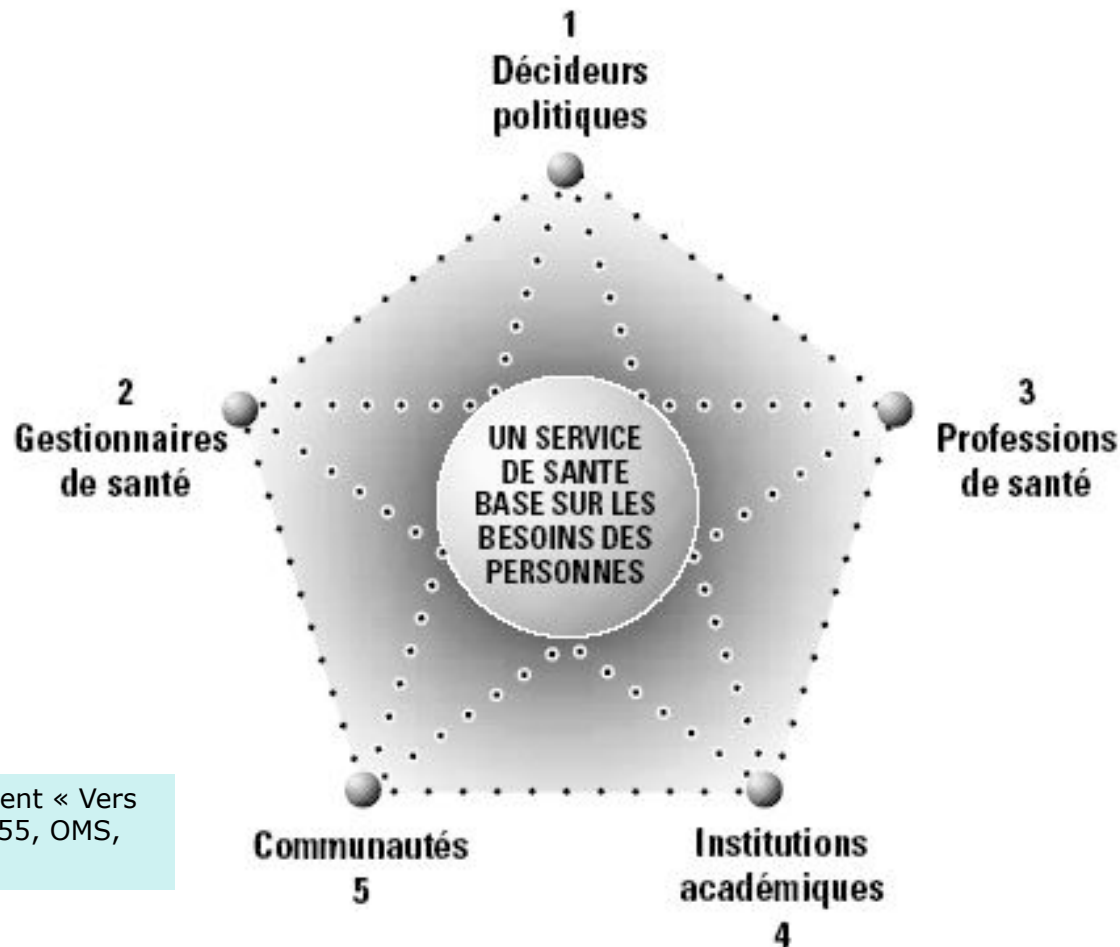 1
Décideurs
politiques
2
Gestionnaires
de santé
3
Professions
de santé
UN SERVICE
DE SANTE
BASE SUR LES
BESOINS DES
PERSONNES
ent « Vers
55, OMS,
Communautés
5
Institutions
académiques
4